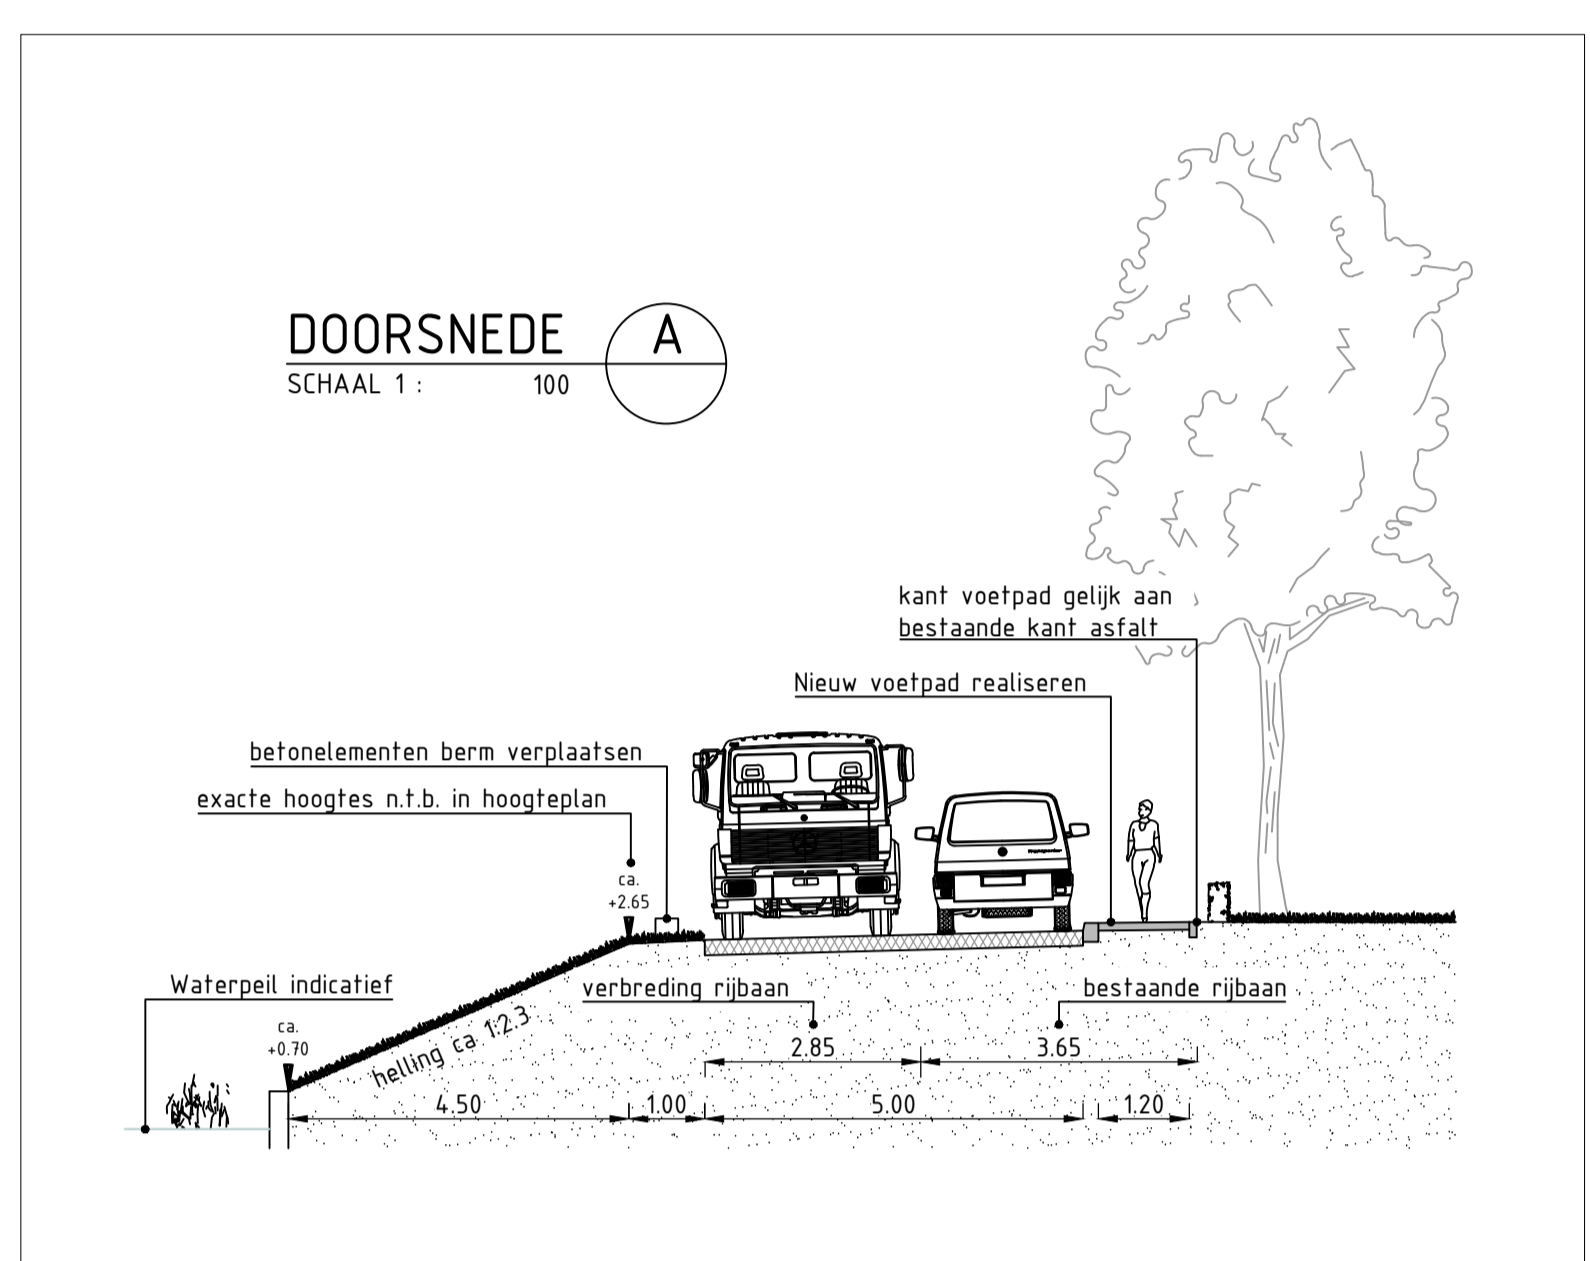 DOORSNEDE
A
SCHAAL 1 : 100
kant voetpad gelijk aan
bestaande kant asfalt
Nieuw voetpad realiseren
betonelementen berm verplaatsen
exacte hoogtes n.t.b. in hoogteplan
ca.
+2.65
Waterpeil indicatief
verbreding rijbaan
bestaande rijbaan
ca.
+0.70
helling ca 1:2.3
2.85
3.65
4.50
1.00
5.00
1.20